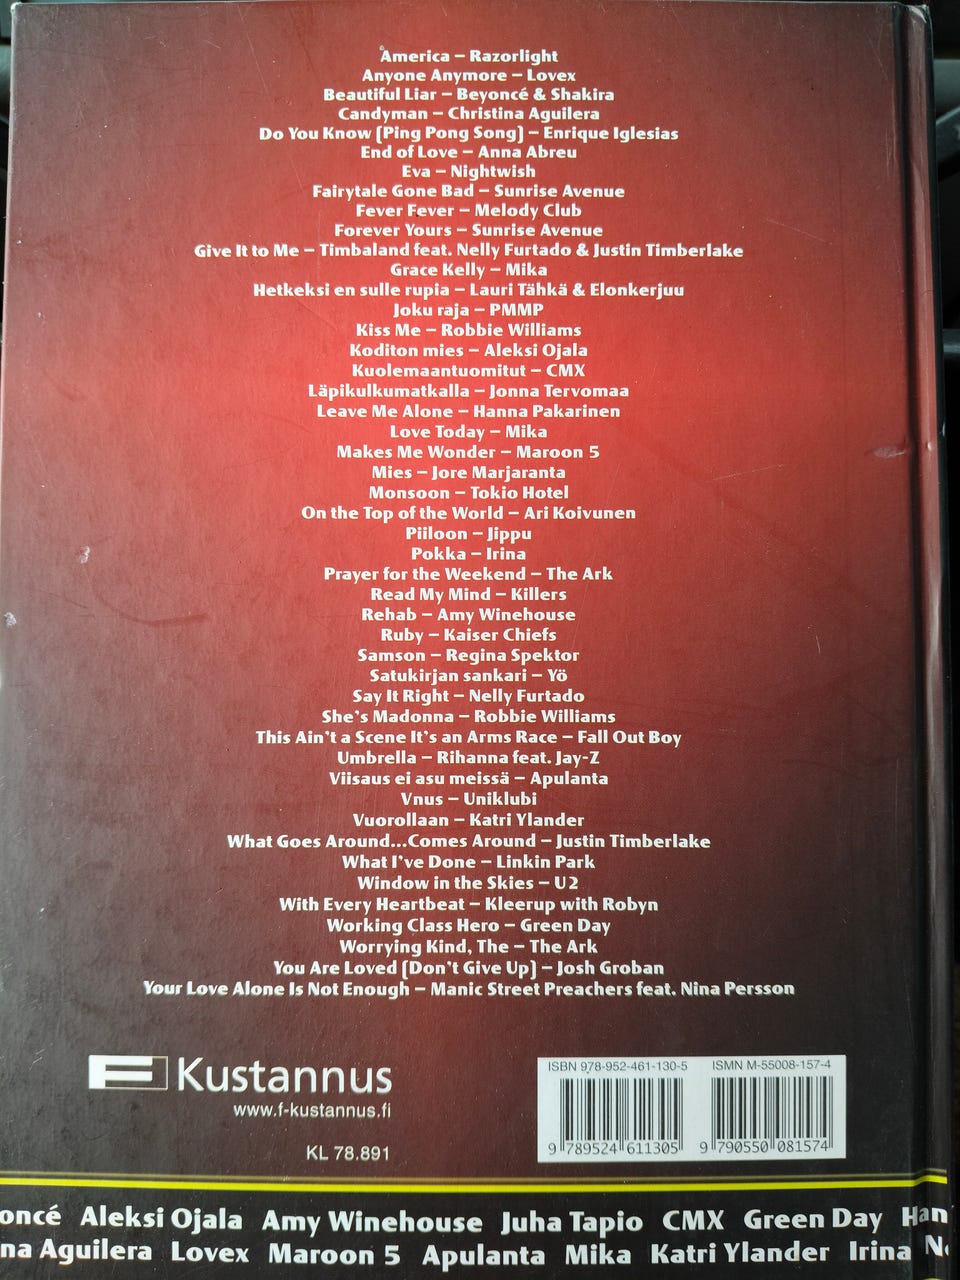 America – Razorlight
Anyone Anymore – Lovex
Beautiful Liar – Beyoncé & Shakira
Candyman – Christina Aguilera
Do You Know (Ping Pong Song) – Enrique Iglesias
End of Love – Anna Abreu
Eva – Nightwish
Fairytale Gone Bad – Sunrise Avenue
Fever Fever – Melody Club
Forever Yours – Sunrise Avenue
Give It to Me – Timbaland feat. Nelly Furtado & Justin Timberlake
Grace Kelly – Mika
Hetkeksi en sulle rupia – Lauri Tähkä & Elonkerjuu
Joku raja – PMMP
Kiss Me – Robbie Williams
Koditon mies – Aleksi Ojala
Kuolemaantuomitut – CMX
Läpikulkumatkalla – Jonna Tervomaa
Leave Me Alone – Hanna Pakarinen
Love Today – Mika
Makes Me Wonder – Maroon 5
Mies – Jore Marjaranta
Monsoon – Tokio Hotel
On the Top of the World – Ari Koivunen
Piiloon – Jippu
Pokka – Irina
Prayer for the Weekend – The Ark
Read My Mind – Killers
Rehab – Amy Winehouse
Ruby – Kaiser Chiefs
Samson – Regina Spektor
Satukirjan sankari – Yö
Say It Right – Nelly Furtado
She's Madonna – Robbie Williams
This Ain't a Scene It's an Arms Race – Fall Out Boy
Umbrella – Rihanna feat. Jay-Z
Viisaus ei asu meissä – Apulanta
Vnus – Uniklubi
Vuorollaan – Katri Ylander
What Goes Around...Comes Around – Justin Timberlake
What I've Done – Linkin Park
Window in the Skies – U2
With Every Heartbeat – Kleerup with Robyn
Working Class Hero – Green Day
Worrying Kind, The – The Ark
You Are Loved (Don't Give Up) – Josh Groban
Your Love Alone Is Not Enough – Manic Street Preachers feat. Nina Persson
F Kustannus
www.f-kustannus.fi
KL 78.891
ISBN 978-952-461-130-5 ISMN M-55008-157-4
9 789524 611305 9 790550 081574
oncé Aleksi Ojala Amy Winehouse Juha Tapio CMX Green Day Han
na Aguilera Lovex Maroon 5 Apulanta Mika Katri Ylander Irina N